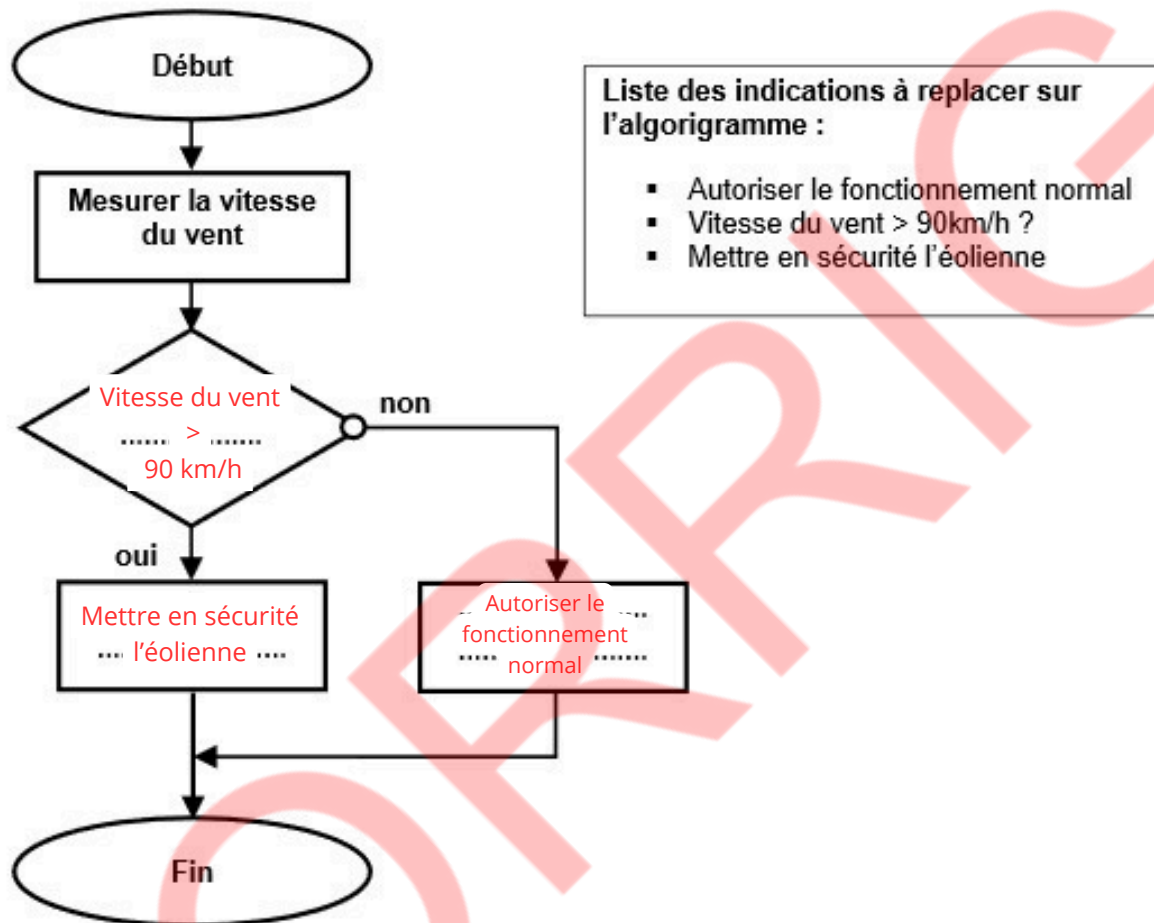 Début
Liste des indications à replacer sur
l'algorigramme :
▪ Autoriser le fonctionnement normal
▪ Vitesse du vent > 90km/h ?
▪ Mettre en sécurité l'éolienne
Mesurer la vitesse
du vent
Vitesse du vent
....... > .......
90 km/h
non
oui
Mettre en sécurité
.... l'éolienne ....
Autoriser le
fonctionnement
..... normal .......
Fin
ORRIG